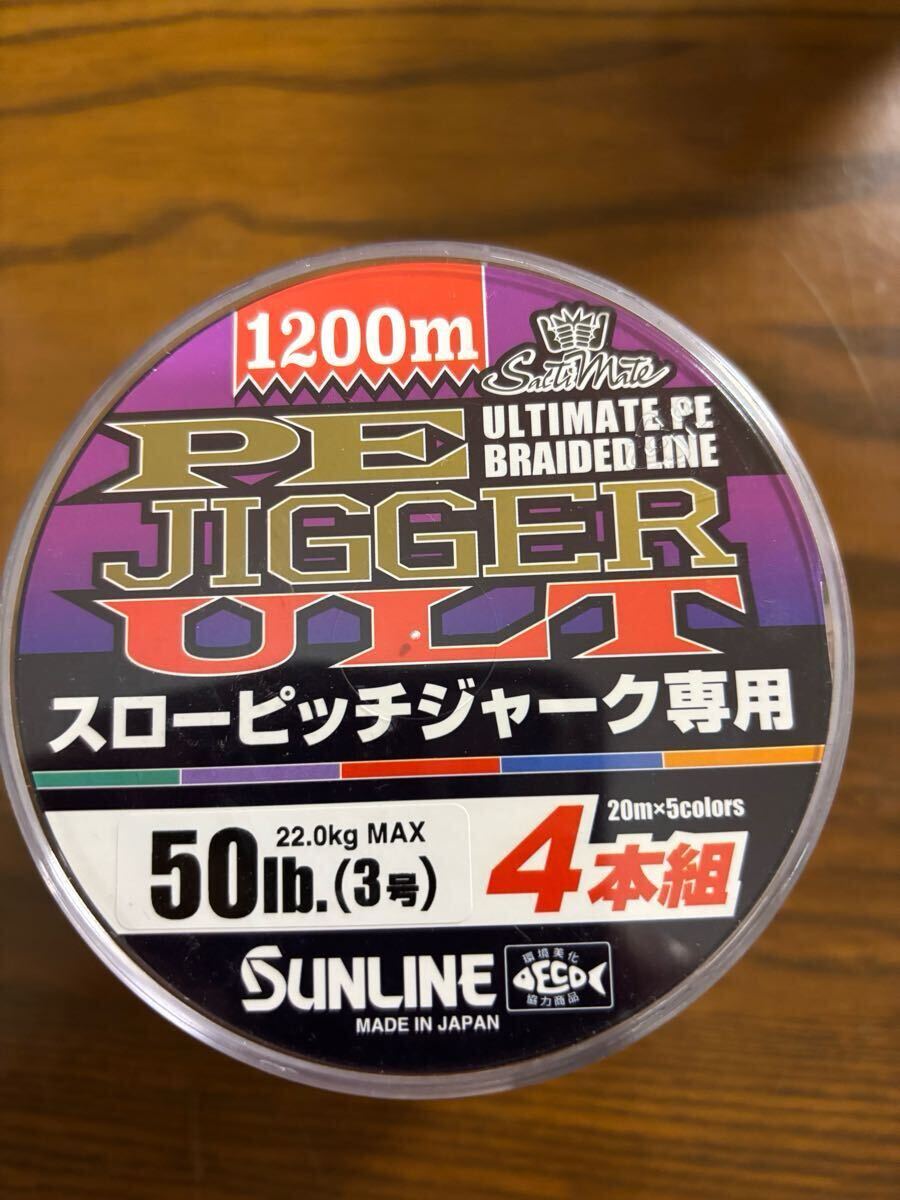 1200m
SaltiMate
ULTIMATE PE
BRAIDED LINE
PE
JIGGER
ULT
スローピッチジャーク専用
20m×5colors
22.0kg MAX
50lb.(3号)
4本組
SUNLINE
MADE IN JAPAN
環境美化
ECO
協力商品